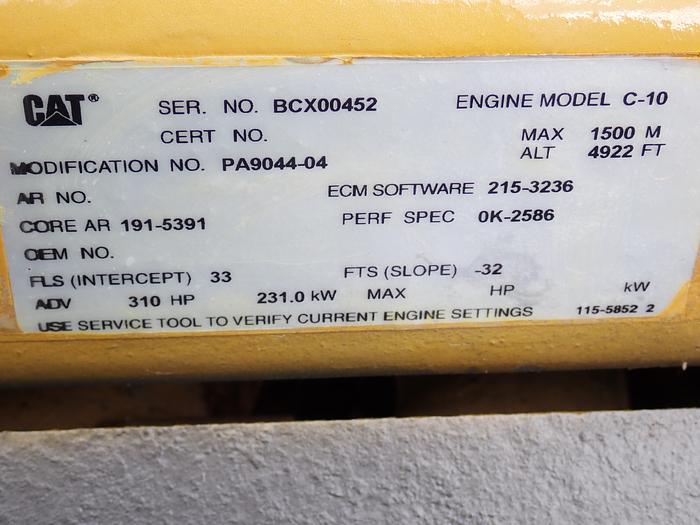 CAT® SER. NO. BCX00452 ENGINE MODEL C-10
CERT NO. MAX 1500 M
ALT 4922 FT
MODIFICATION NO. PA9044-04
AR NO. ECM SOFTWARE 215-3236
CORE AR 191-5391 PERF SPEC 0K-2586
OEM NO.
FLS (INTERCEPT) 33 FTS (SLOPE) -32
ADV 310 HP 231.0 kW MAX HP kW
USE SERVICE TOOL TO VERIFY CURRENT ENGINE SETTINGS 115-5852 2